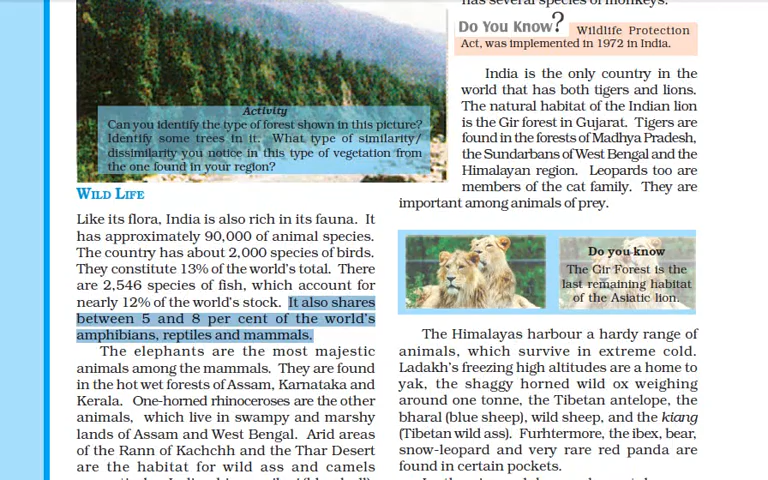 Activity
Can you identify the type of forest shown in this picture?
Identify some trees in it. What type of similarity/
dissimilarity you notice in this type of vegetation from
the one found in your region?
WILD LIFE
Like its flora, India is also rich in its fauna. It
has approximately 90,000 of animal species.
The country has about 2,000 species of birds.
They constitute 13% of the world's total. There
are 2,546 species of fish, which account for
nearly 12% of the world's stock. It also shares
between 5 and 8 per cent of the world's
amphibians, reptiles and mammals.
The elephants are the most majestic
animals among the mammals. They are found
in the hot wet forests of Assam, Karnataka and
Kerala. One-horned rhinoceroses are the other
animals, which live in swampy and marshy
lands of Assam and West Bengal. Arid areas
of the Rann of Kachchh and the Thar Desert
are the habitat for wild ass and camels
has several species of monkeys.
Do You Know? Wildlife Protection
Act, was implemented in 1972 in India.
India is the only country in the
world that has both tigers and lions.
The natural habitat of the Indian lion
is the Gir forest in Gujarat. Tigers are
found in the forests of Madhya Pradesh,
the Sundarbans of West Bengal and the
Himalayan region. Leopards too are
members of the cat family. They are
important among animals of prey.
Do you know
The Gir Forest is the
last remaining habitat
of the Asiatic lion.
The Himalayas harbour a hardy range of
animals, which survive in extreme cold.
Ladakh's freezing high altitudes are a home to
yak, the shaggy horned wild ox weighing
around one tonne, the Tibetan antelope, the
bharal (blue sheep), wild sheep, and the kiang
(Tibetan wild ass). Furhtermore, the ibex, bear,
snow-leopard and very rare red panda are
found in certain pockets.